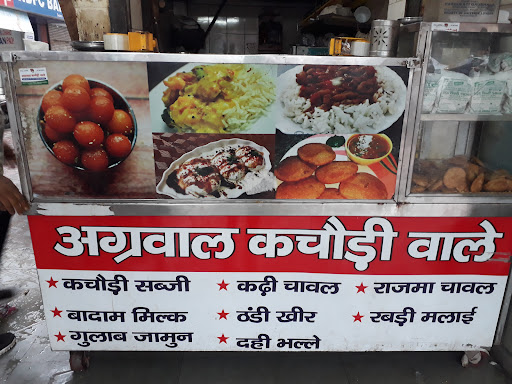 अग्रवाल कचौड़ी वाले
★ कचौड़ी सब्जी ★ कढ़ी चावल ★ राजमा चावल
★ बादाम मिल्क ★ ठंडी खीर ★ रबड़ी मलाई
★ गुलाब जामुन ★ दही भल्ले